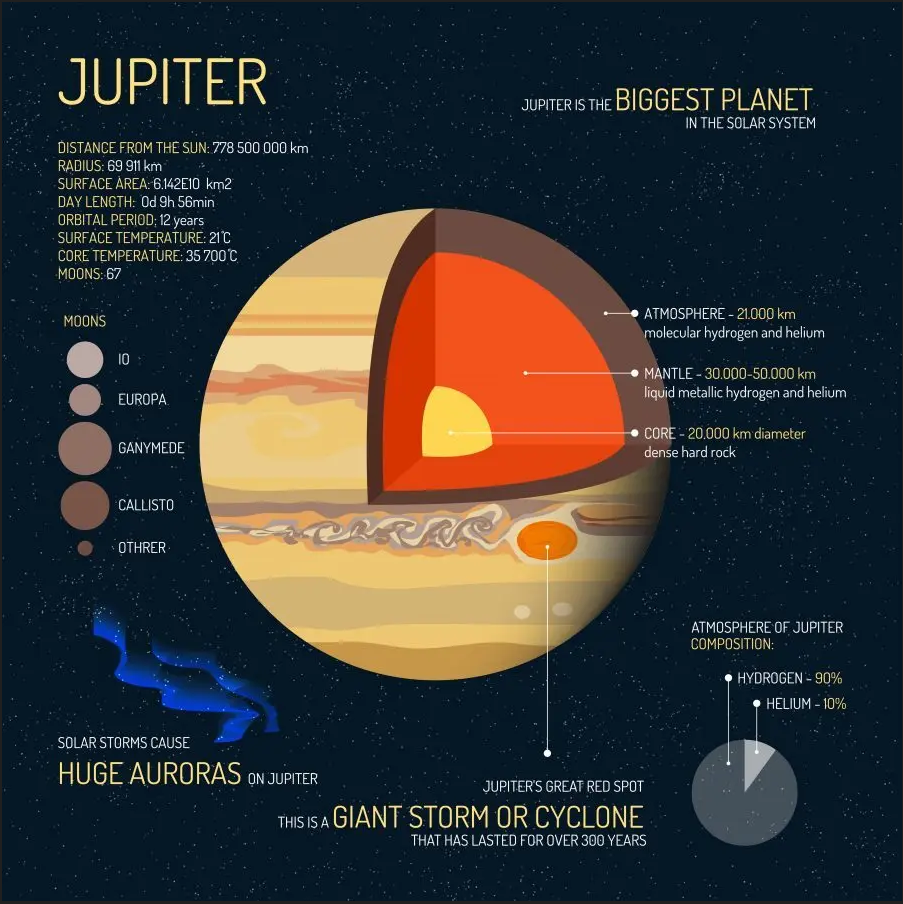 JUPITER
JUPITER IS THE BIGGEST PLANET
IN THE SOLAR SYSTEM
DISTANCE FROM THE SUN: 778 500 000 km
RADIUS: 69 911 km
SURFACE AREA: 6.142E10 km2
DAY LENGTH: 0d 9h 56min
ORBITAL PERIOD: 12 years
SURFACE TEMPERATURE: 21°C
CORE TEMPERATURE: 35 700°C
MOONS: 67
MOONS
IO
EUROPA
GANYMEDE
CALLISTO
OTHRER
ATMOSPHERE - 21.000 km
molecular hydrogen and helium
MANTLE - 30.000-50.000 km
liquid metallic hydrogen and helium
CORE - 20.000 km diameter
dense hard rock
SOLAR STORMS CAUSE
HUGE AURORAS ON JUPITER
JUPITER'S GREAT RED SPOT
THIS IS A GIANT STORM OR CYCLONE
THAT HAS LASTED FOR OVER 300 YEARS
ATMOSPHERE OF JUPITER
COMPOSITION:
HYDROGEN - 90%
HELIUM - 10%